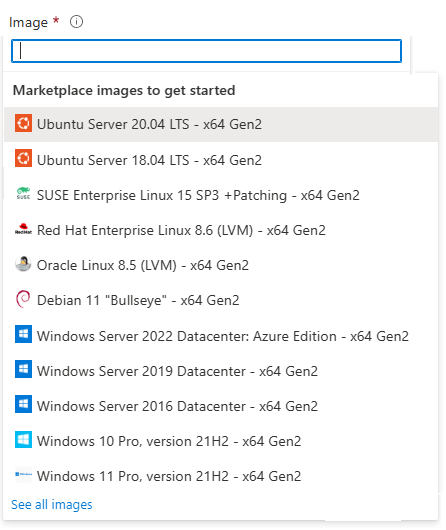 Image *
Marketplace images to get started
Ubuntu Server 20.04 LTS - x64 Gen2
Ubuntu Server 18.04 LTS - x64 Gen2
SUSE
SUSE Enterprise Linux 15 SP3 +Patching - x64 Gen2
RedHat
Red Hat Enterprise Linux 8.6 (LVM) - x64 Gen2
Oracle Linux 8.5 (LVM) - x64 Gen2
Debian 11 "Bullseye" - x64 Gen2
Windows Server 2022 Datacenter: Azure Edition - x64 Gen2
Windows Server 2019 Datacenter - x64 Gen2
Windows Server 2016 Datacenter - x64 Gen2
Windows 10 Pro, version 21H2 - x64 Gen2
Windows 11 Pro, version 21H2 - x64 Gen2
See all images